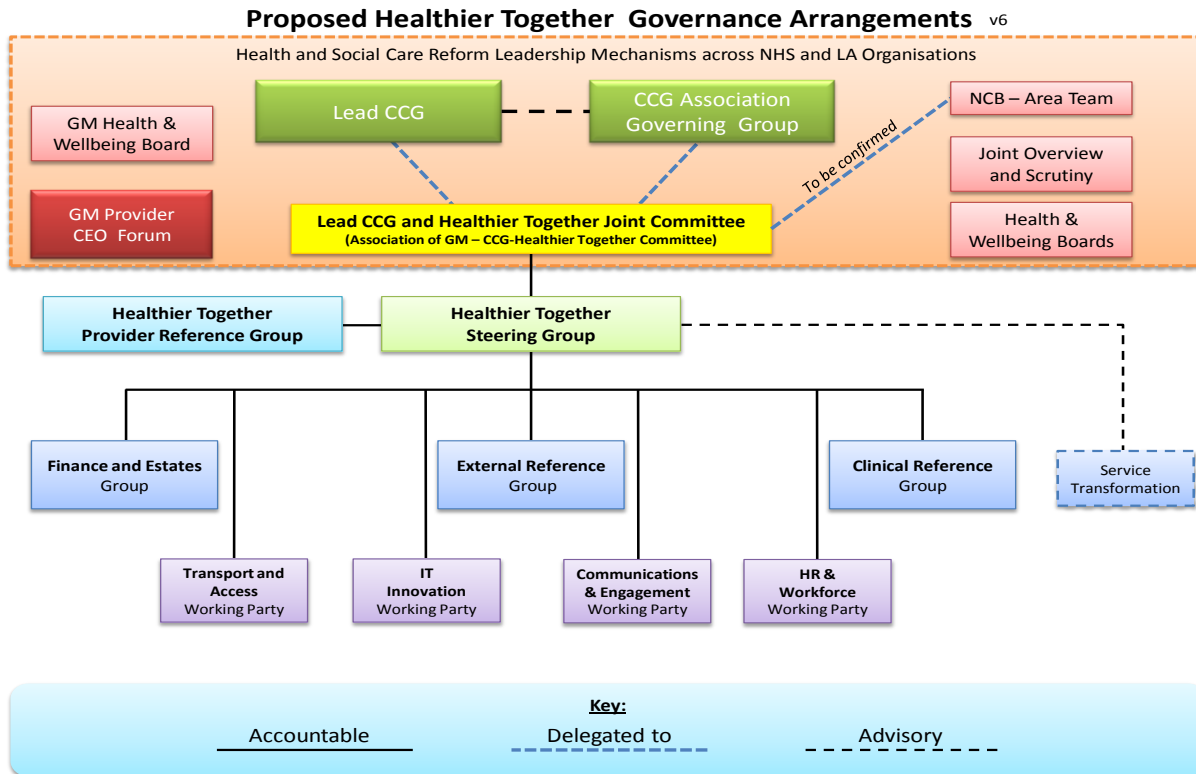 Proposed Healthier Together Governance Arrangements v6
Health and Social Care Reform Leadership Mechanisms across NHS and LA Organisations
Lead CCG
CCG Association
Governing Group
NCB – Area Team
GM Health &
Wellbeing Board
To be confirmed
Joint Overview
and Scrutiny
GM Provider
CEO Forum
Lead CCG and Healthier Together Joint Committee
(Association of GM – CCG-Healthier Together Committee)
Health &
Wellbeing Boards
Healthier Together
Provider Reference Group
Healthier Together
Steering Group
Finance and Estates
Group
External Reference
Group
Clinical Reference
Group
Service
Transformation
Transport and
Access
Working Party
IT
Innovation
Working Party
Communications
& Engagement
Working Party
HR &
Workforce
Working Party
Key:
Accountable
Delegated to
Advisory